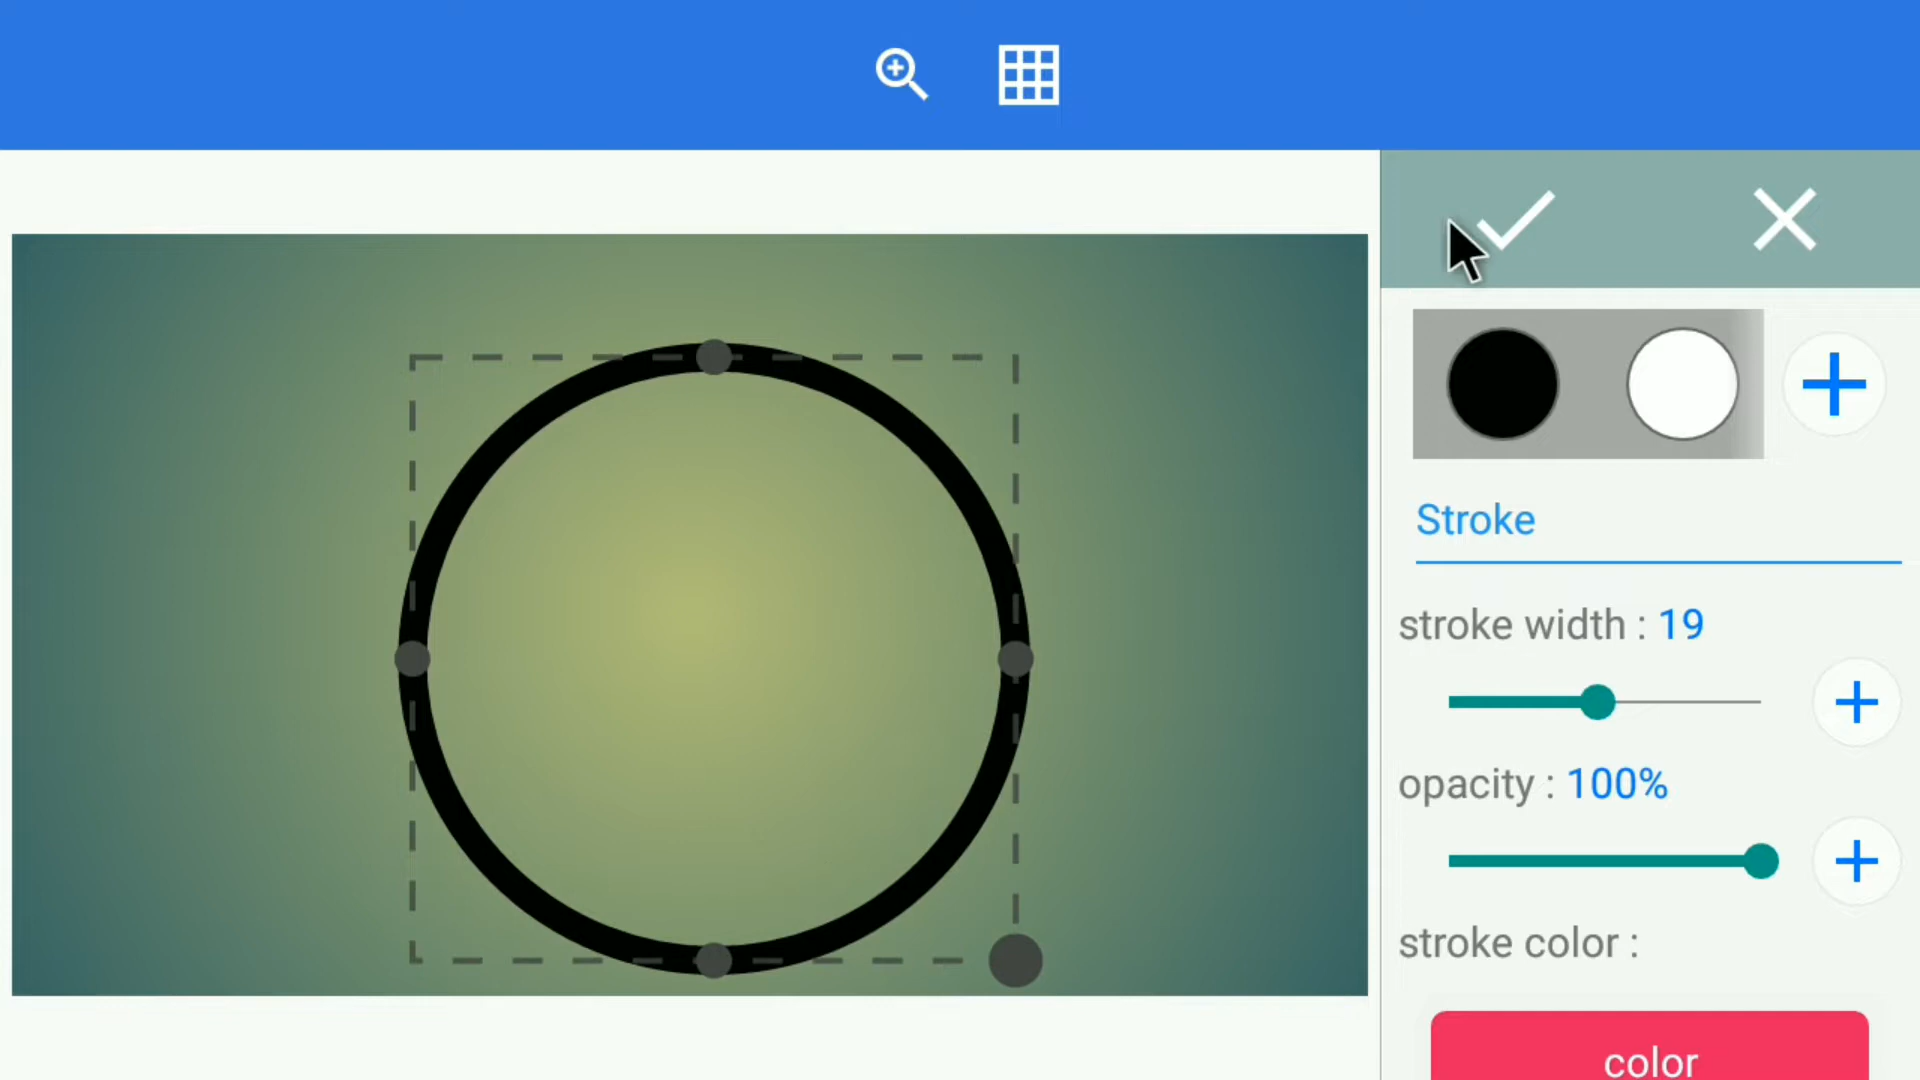 Stroke
stroke width : 19
opacity : 100%
stroke color :
color